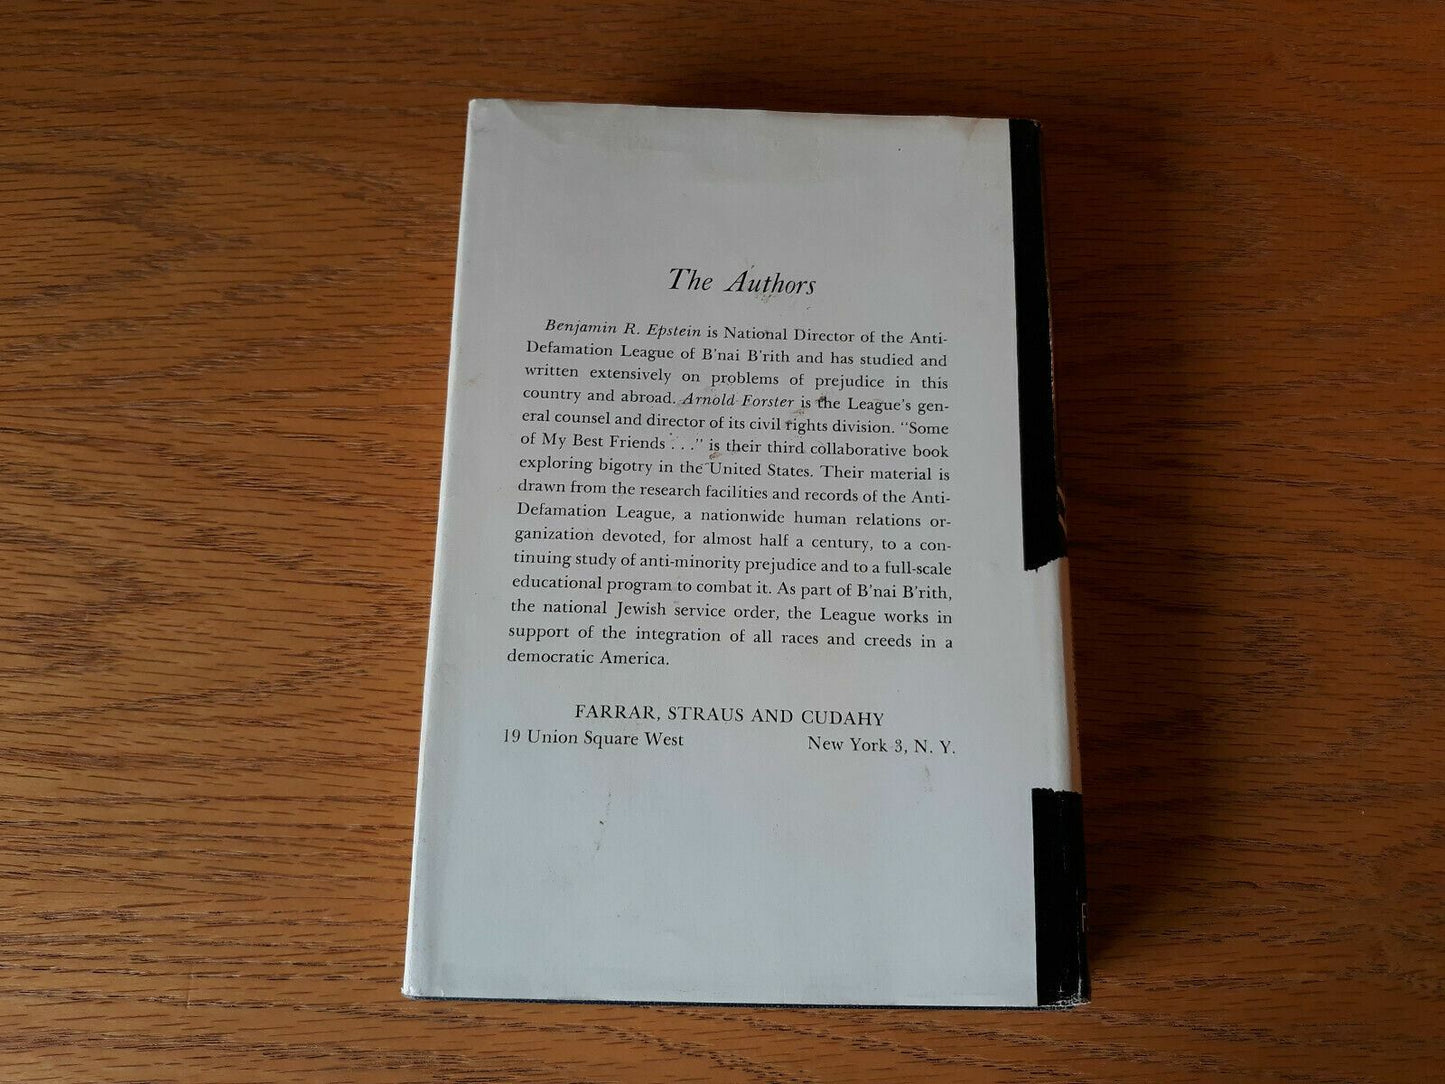 The Authors
Benjamin R. Epstein is National Director of the Anti-
Defamation League of B'nai B'rith and has studied and
written extensively on problems of prejudice in this
country and abroad. Arnold Forster is the League's gen-
eral counsel and director of its civil rights division. "Some
of My Best Friends . . ." is their third collaborative book
exploring bigotry in the United States. Their material is
drawn from the research facilities and records of the Anti-
Defamation League, a nationwide human relations or-
ganization devoted, for almost half a century, to a con-
tinuing study of anti-minority prejudice and to a full-scale
educational program to combat it. As part of B'nai B'rith,
the national Jewish service order, the League works in
support of the integration of all races and creeds in a
democratic America.
FARRAR, STRAUS AND CUDAHY
19 Union Square West New York 3, N. Y.